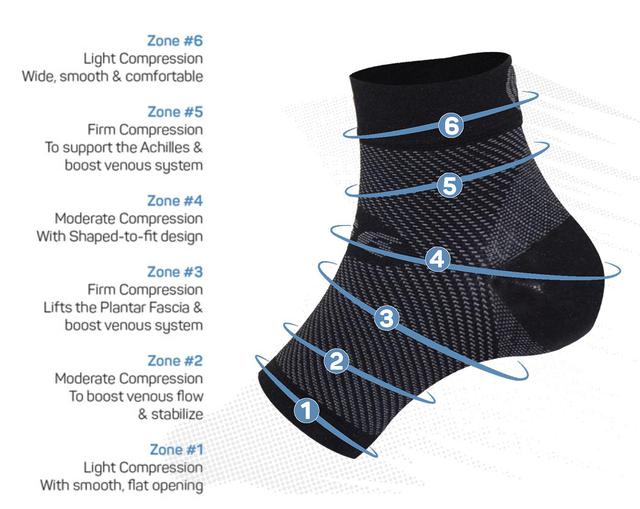 Zone #6
Light Compression
Wide, smooth & comfortable
Zone #5
Firm Compression
To support the Achilles &
boost venous system
Zone #4
Moderate Compression
With Shaped-to-fit design
Zone #3
Firm Compression
Lifts the Plantar Fascia &
boost venous system
Zone #2
Moderate Compression
To boost venous flow
& stabilize
Zone #1
Light Compression
With smooth, flat opening
6
5
4
3
2
1